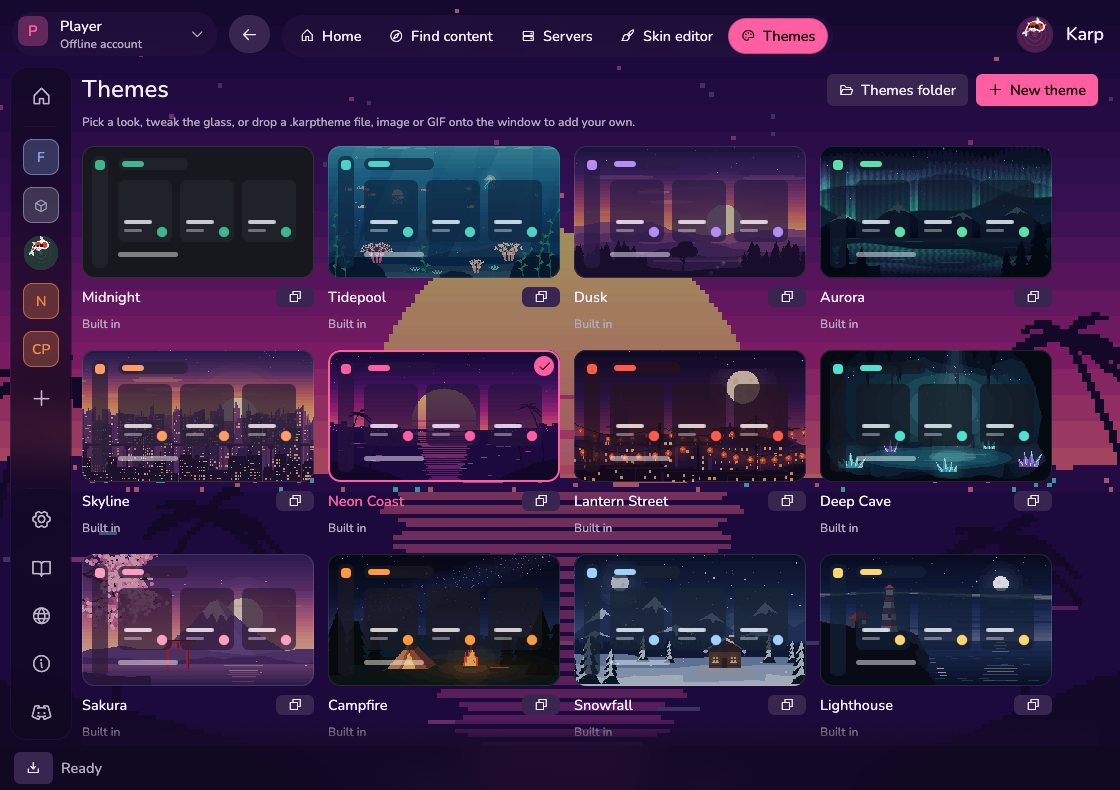 P
Player
Offline account
Home
Find content
Servers
Skin editor
Themes
Karp
Themes
Themes folder
New theme
Pick a look, tweak the glass, or drop a .karptheme file, image or GIF onto the window to add your own.
F
N
CP
Midnight
Built in
Tidepool
Built in
Dusk
Built in
Aurora
Built in
Skyline
Built in
Neon Coast
Built in
Lantern Street
Built in
Deep Cave
Built in
Sakura
Built in
Campfire
Built in
Snowfall
Built in
Lighthouse
Built in
Ready